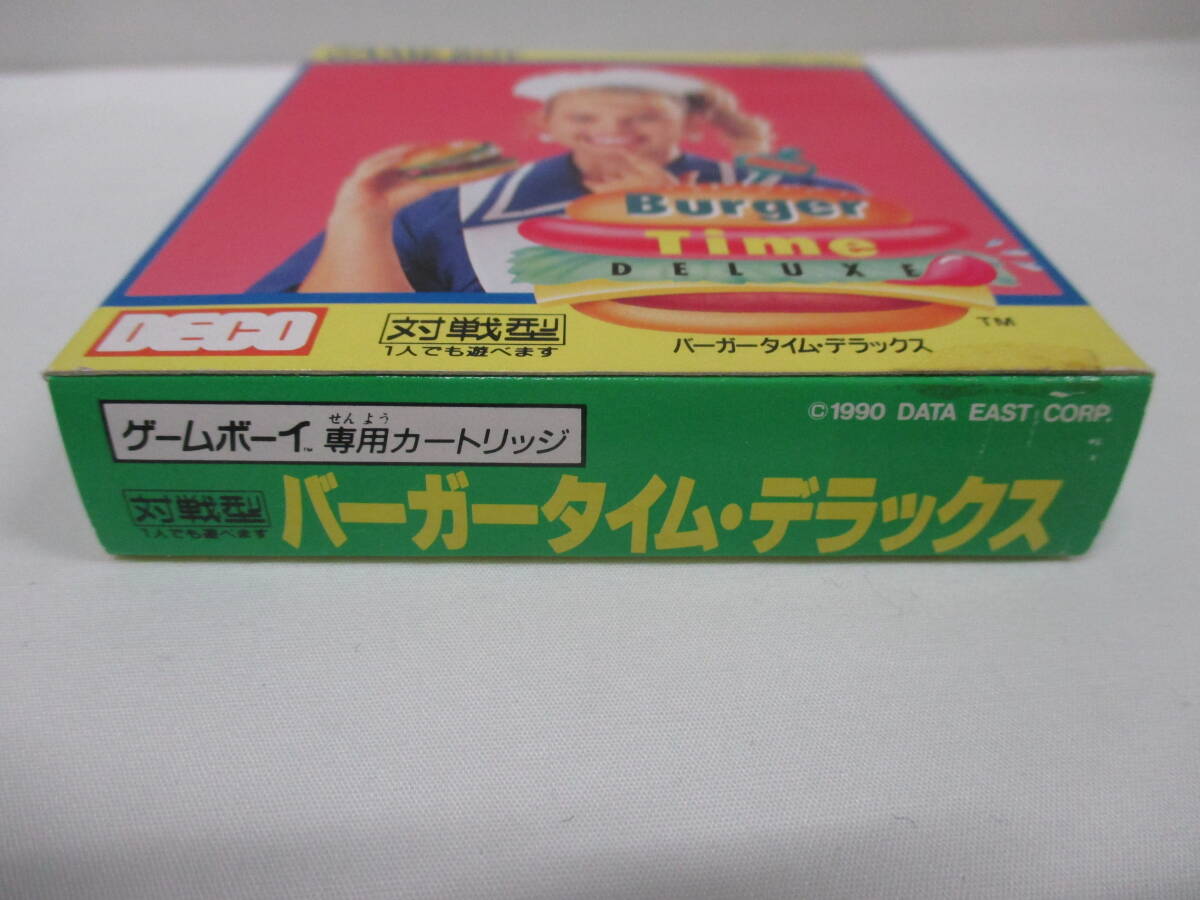 Burger
Time
DELUXE
TM
DECO
対戦型
1人でも遊べます
バーガータイム・デラックス
せんよう
ゲームボーイ™専用カートリッジ
©1990 DATA EAST CORP.
対戦型
1人でも遊べます
バーガータイム・デラックス